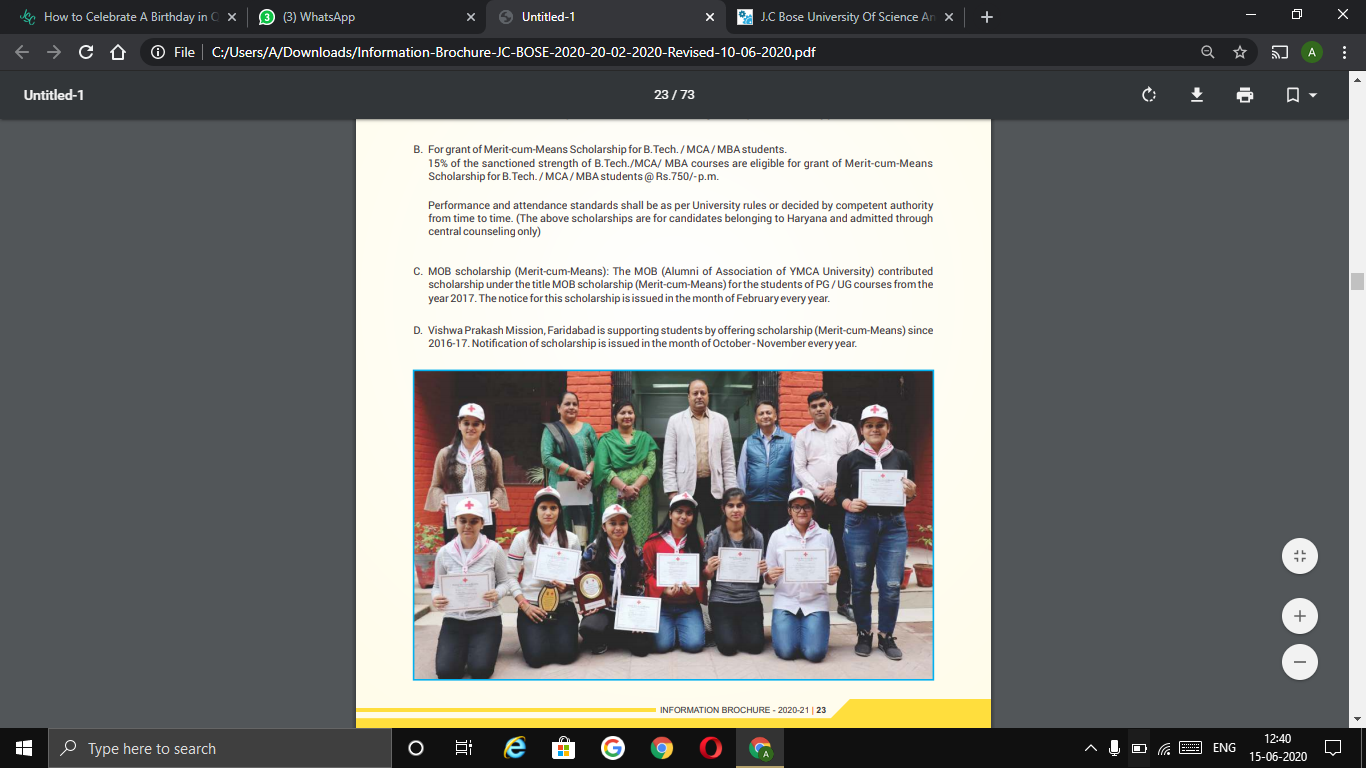 How to Celebrate A Birthday in Q
(3) WhatsApp
Untitled-1
J.C Bose University Of Science An
File
C:/Users/A/Downloads/Information-Brochure-JC-BOSE-2020-20-02-2020-Revised-10-06-2020.pdf
A
Untitled-1
23 / 73
B. For grant of Merit-cum-Means Scholarship for B.Tech. / MCA / MBA students.
15% of the sanctioned strength of B.Tech./MCA/ MBA courses are eligible for grant of Merit-cum-Means
Scholarship for B.Tech. / MCA / MBA students @ Rs.750/- p.m.
Performance and attendance standards shall be as per University rules or decided by competent authority
from time to time. (The above scholarships are for candidates belonging to Haryana and admitted through
central counseling only)
C. MOB scholarship (Merit-cum-Means): The MOB (Alumni of Association of YMCA University) contributed
scholarship under the title MOB scholarship (Merit-cum-Means) for the students of PG / UG courses from the
year 2017. The notice for this scholarship is issued in the month of February every year.
D. Vishwa Prakash Mission, Faridabad is supporting students by offering scholarship (Merit-cum-Means) since
2016-17. Notification of scholarship is issued in the month of October - November every year.
INFORMATION BROCHURE - 2020-21 | 23
Type here to search
ENG
12:40
15-06-2020